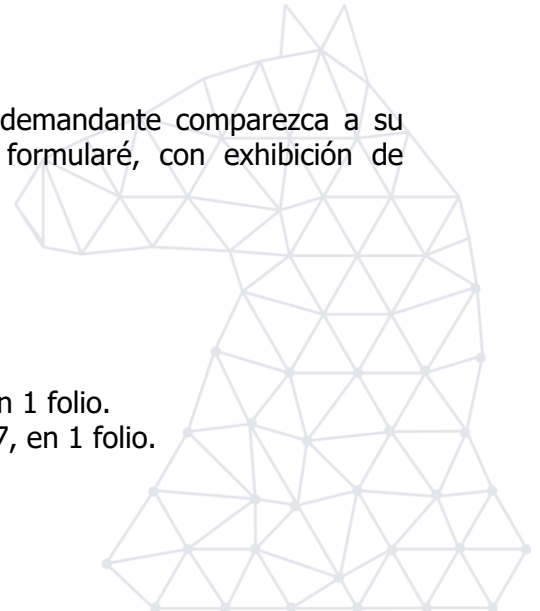 demandante comparezca a su
formularé, con exhibición de
n 1 folio.
7, en 1 folio.